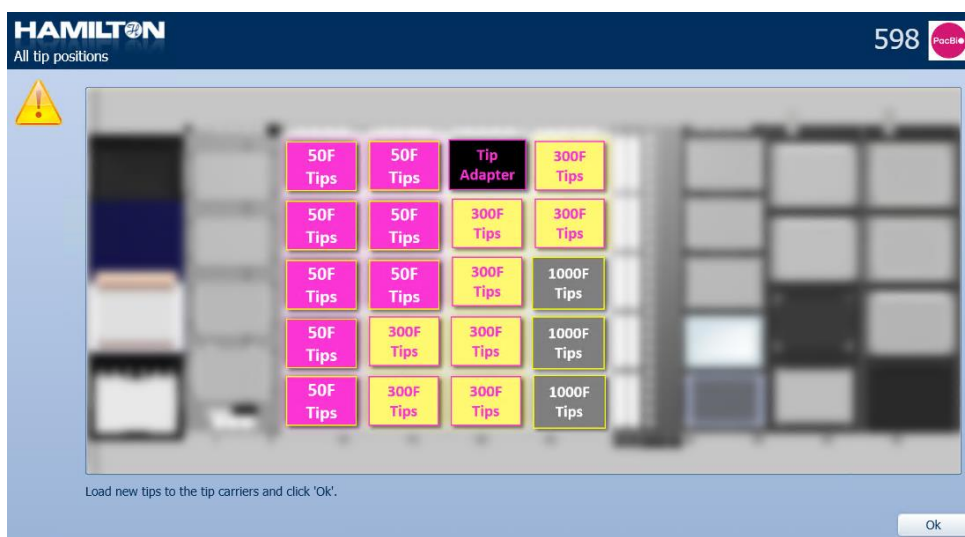 HAMILTON
598
PacBio
All tip positions
50F Tips
50F Tips
Tip Adapter
300F Tips
50F Tips
50F Tips
300F Tips
300F Tips
50F Tips
50F Tips
300F Tips
1000F Tips
50F Tips
300F Tips
300F Tips
1000F Tips
50F Tips
300F Tips
300F Tips
1000F Tips
Load new tips to the tip carriers and click 'Ok'.
Ok